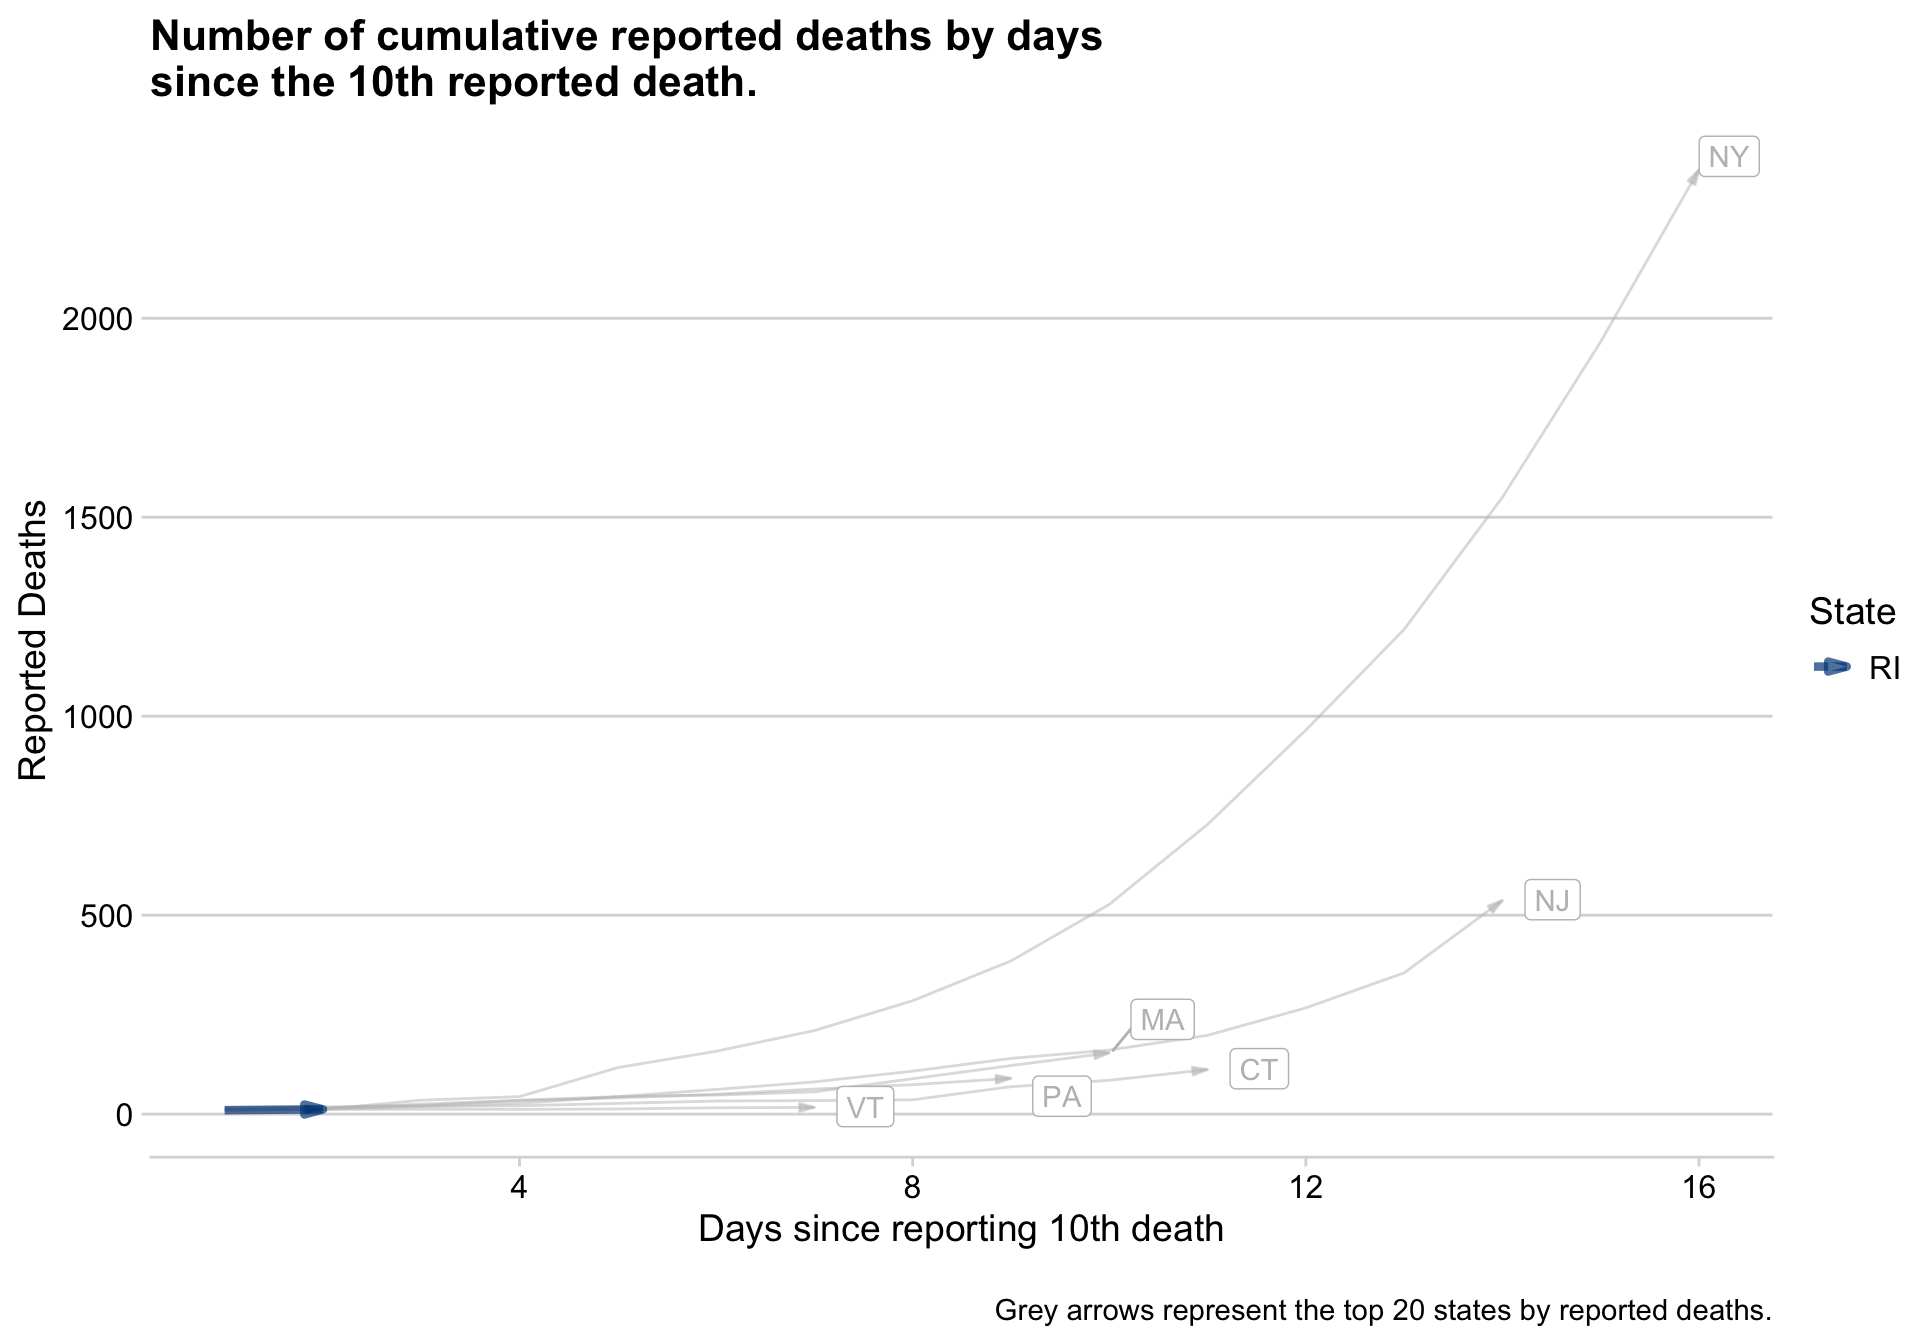 Number of cumulative reported deaths by days
since the 10th reported death.
NY
2000
1500
Reported Deaths
State
RI
1000
500
NJ
MA
CT
PA
VT
0
4 8 12 16
Days since reporting 10th death
Grey arrows represent the top 20 states by reported deaths.